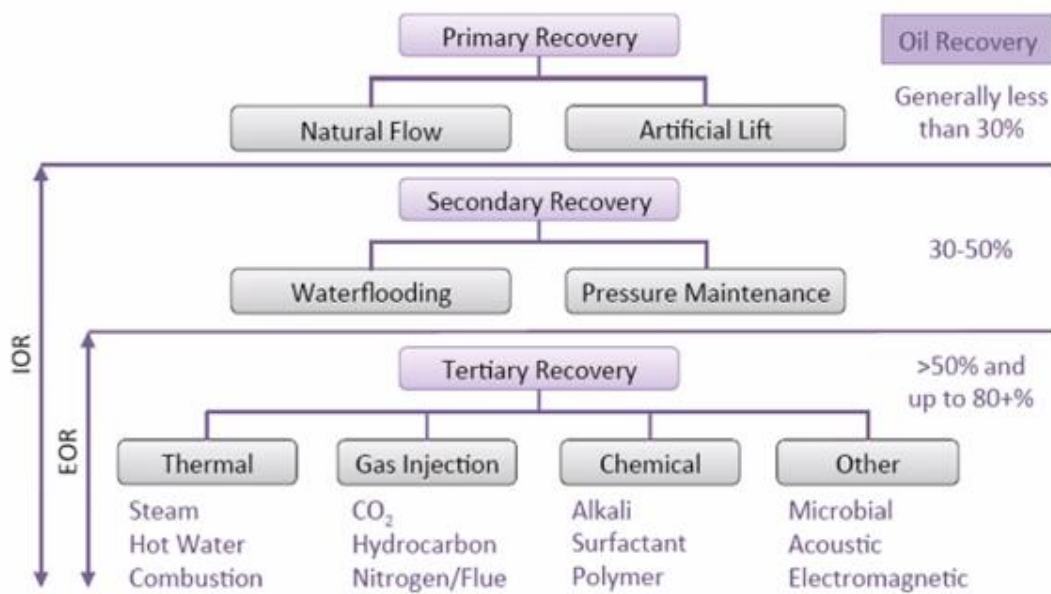 Primary Recovery
Oil Recovery
Natural Flow
Artificial Lift
Generally less
than 30%
Secondary Recovery
30-50%
Waterflooding
Pressure Maintenance
IOR
EOR
Tertiary Recovery
>50% and
up to 80+%
Thermal
Gas Injection
Chemical
Other
Steam
CO₂
Alkali
Microbial
Hot Water
Hydrocarbon
Surfactant
Acoustic
Combustion
Nitrogen/Flue
Polymer
Electromagnetic